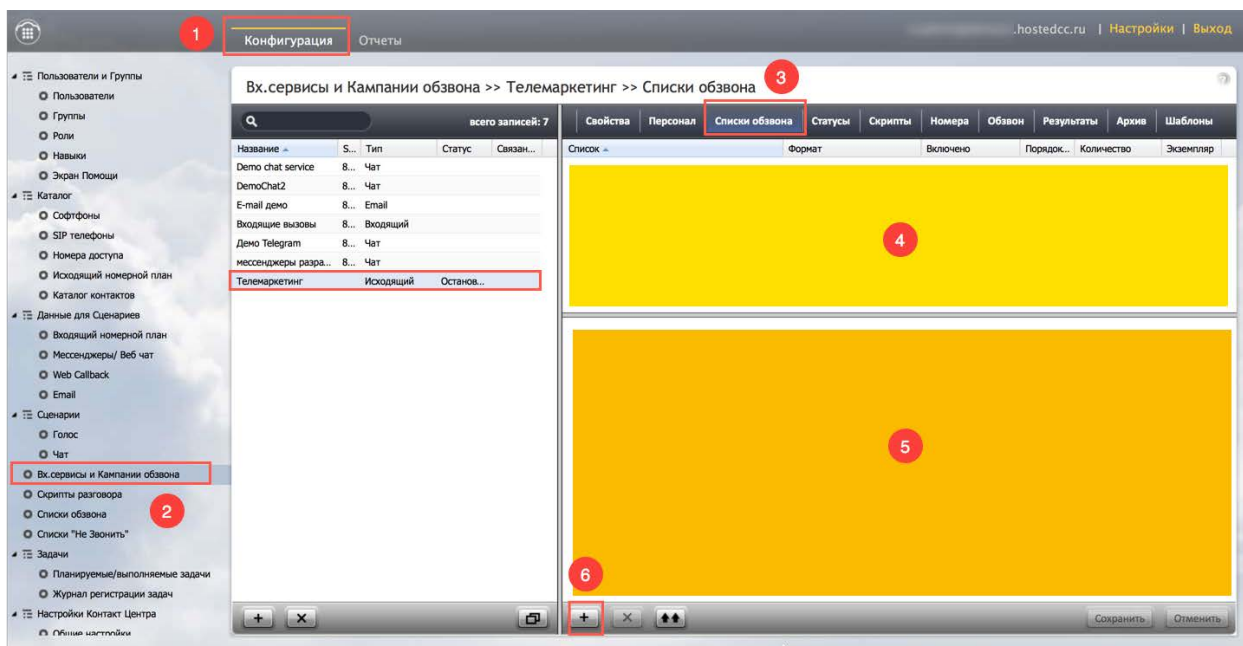 1
Конфигурация
Отчеты
.hostedcc.ru | Настройки | Выход
Пользователи и Группы
Пользователи
Группы
Роли
Навыки
Экран Помощи
Каталог
Софтфоны
SIP телефоны
Номера доступа
Исходящий номерной план
Каталог контактов
Данные для Сценариев
Входящий номерной план
Мессенджеры/ Веб чат
Web Callback
Email
Сценарии
Голос
Чат
Вх.сервисы и Кампании обзвона
Скрипты разговора
Списки обзвона
2
Списки "Не Звонить"
Задачи
Планируемые/выполняемые задачи
Журнал регистрации задач
Настройки Контакт Центра
Общие настройки
Вх.сервисы и Кампании обзвона >> Телемаркетинг >> Списки обзвона
3
всего записей: 7
Название S... Тип Статус Связан...
Demo chat service 8... Чат
DemoChat2 8... Чат
E-mail демо 8... Email
Входящие вызовы 8... Входящий
Демо Telegram 8... Чат
мессенджеры разра... 8... Чат
Телемаркетинг Исходящий Останов...
Свойства Персонал Списки обзвона Статусы Скрипты Номера Обзвон Результаты Архив Шаблоны
Список Формат Включено Порядок... Количество Экземпляр
4
5
6
Сохранить Отменить